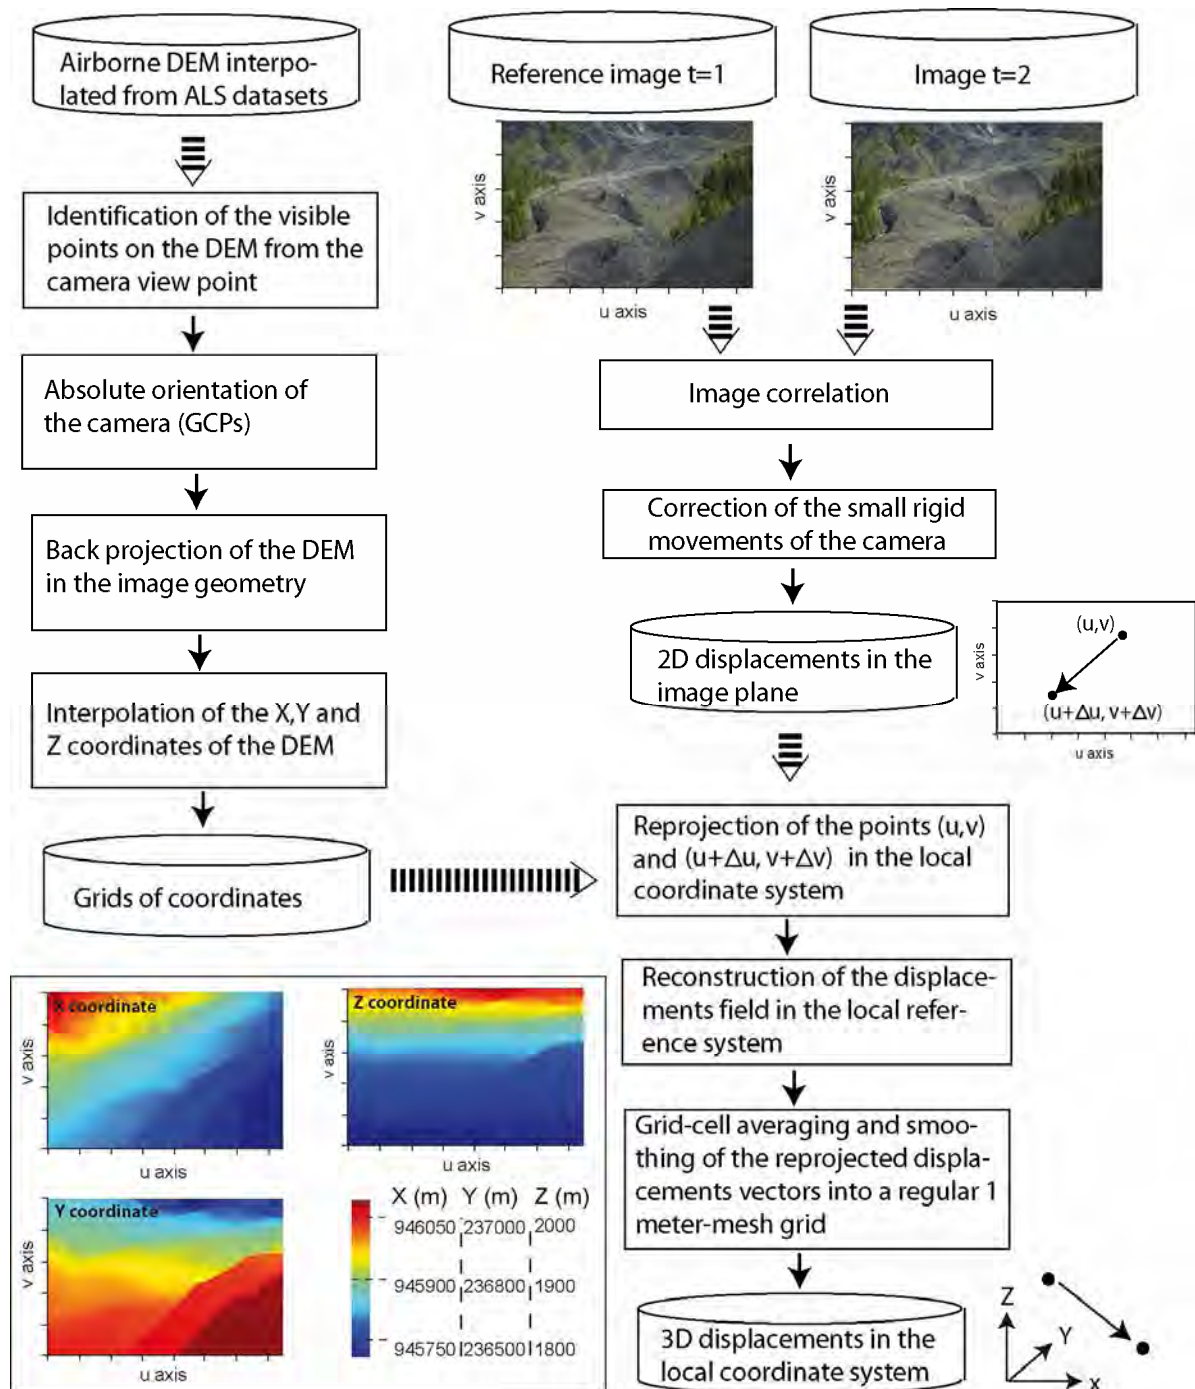 Airborne DEM interpo-
lated from ALS datasets
Identification of the visible
points on the DEM from the
camera view point
Absolute orientation of
the camera (GCPs)
Back projection of the DEM
in the image geometry
Interpolation of the X,Y and
Z coordinates of the DEM
Grids of coordinates
Reference image t=1
Image t=2
v axis
u axis
v axis
u axis
Image correlation
Correction of the small rigid
movements of the camera
2D displacements in the
image plane
v axis
(u,v)
(u+Δu, v+Δv)
u axis
Reprojection of the points (u,v)
and (u+Δu, v+Δv) in the local
coordinate system
Reconstruction of the displace-
ments field in the local refer-
ence system
Grid-cell averaging and smoo-
thing of the reprojected displa-
cements vectors into a regular 1
meter-mesh grid
3D displacements in the
local coordinate system
Z
Y
X
X coordinate
v axis
u axis
Z coordinate
v axis
u axis
Y coordinate
v axis
u axis
X (m) Y (m) Z (m)
946050 237000 2000
945900 236800 1900
945750 236500 1800